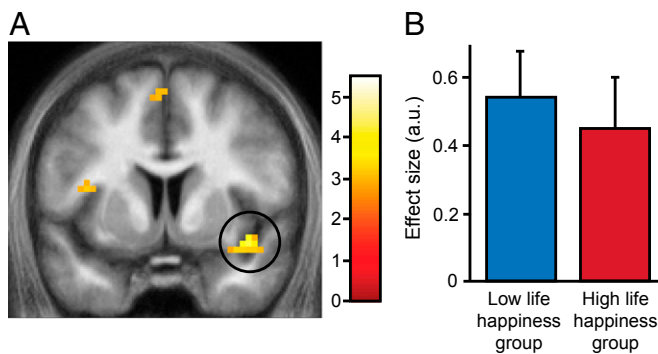 A
5
4
3
2
1
0
B
Effect size (a.u.)
0.6
0.4
0.2
0
Low life
happiness
group
High life
happiness
group